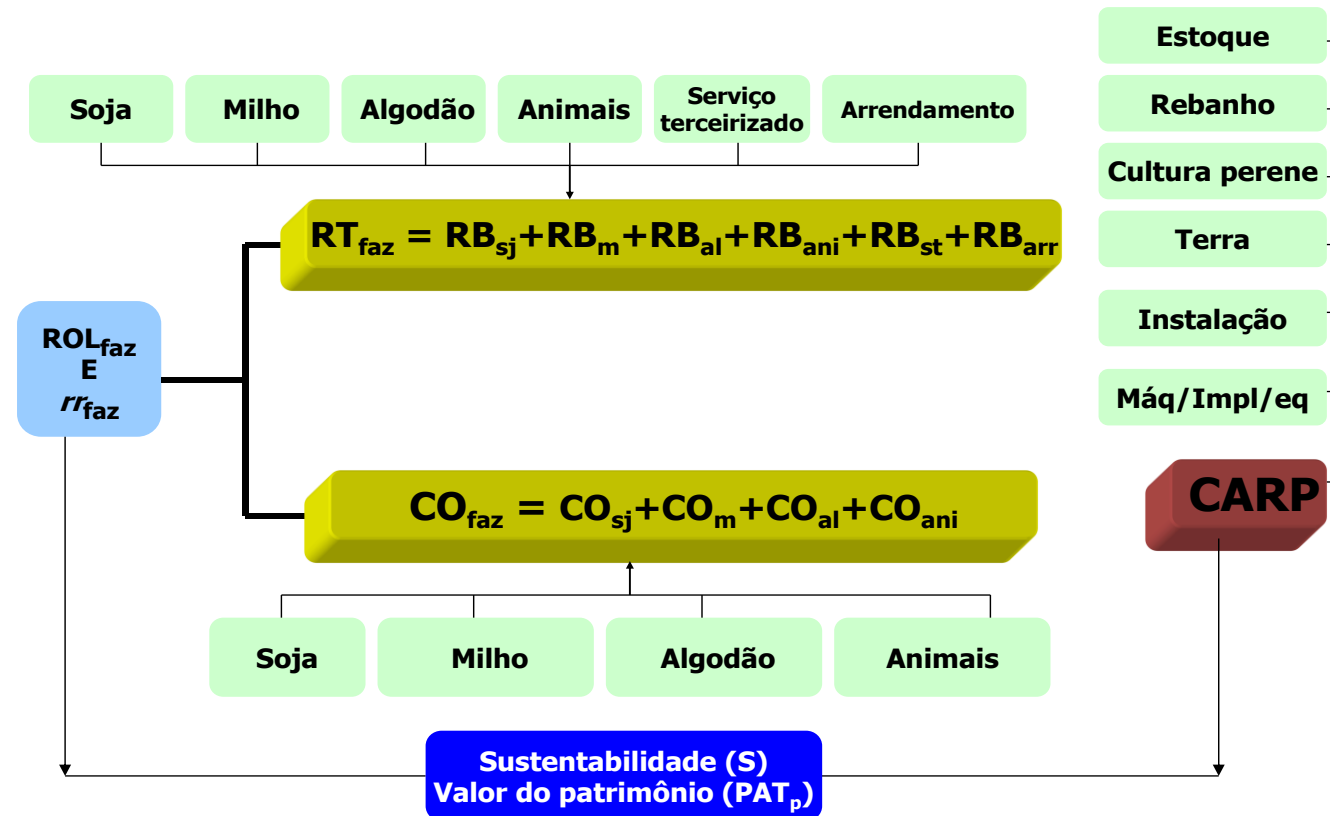 Estoque
Rebanho
Cultura perene
Terra
Instalação
Máq/Impl/eq
CARP
Soja
Milho
Algodão
Animais
Serviço
terceirizado
Arrendamento
RTfaz = RBsj+RBm+RBal+RBani+RBst+RBarr
ROLfaz
E
rrfaz
COfaz = COsj+COm+COal+COani
Soja
Milho
Algodão
Animais
Sustentabilidade (S)
Valor do patrimônio (PATp)